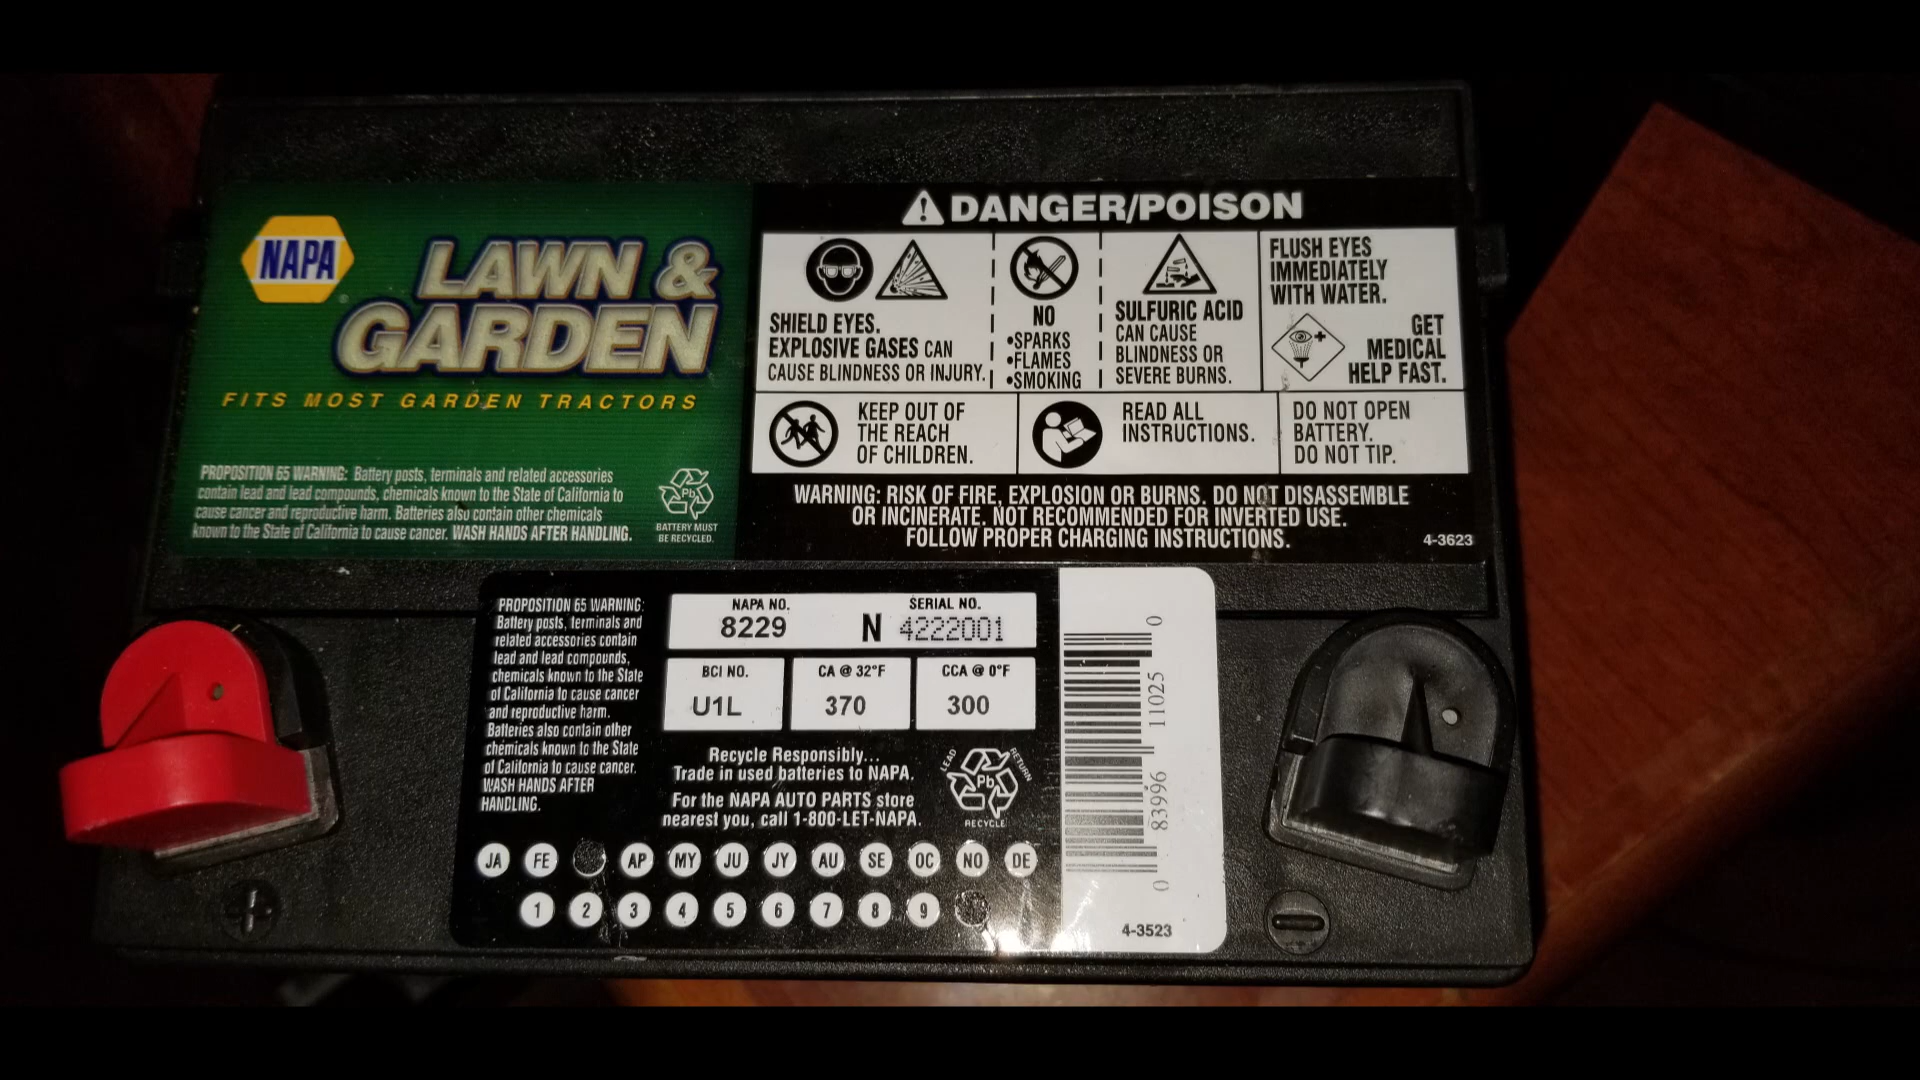 NAPA
LAWN &
GARDEN
FITS MOST GARDEN TRACTORS
PROPOSITION 65 WARNING: Battery posts, terminals and related accessories
contain lead and lead compounds, chemicals known to the State of California to
cause cancer and reproductive harm. Batteries also contain other chemicals
known to the State of California to cause cancer. WASH HANDS AFTER HANDLING.
Pb
BATTERY MUST
BE RECYCLED.
DANGER/POISON
SHIELD EYES.
EXPLOSIVE GASES CAN
CAUSE BLINDNESS OR INJURY.
NO
•SPARKS
•FLAMES
•SMOKING
SULFURIC ACID
CAN CAUSE
BLINDNESS OR
SEVERE BURNS.
FLUSH EYES
IMMEDIATELY
WITH WATER.
GET
MEDICAL
HELP FAST.
KEEP OUT OF
THE REACH
OF CHILDREN.
READ ALL
INSTRUCTIONS.
DO NOT OPEN
BATTERY.
DO NOT TIP.
WARNING: RISK OF FIRE, EXPLOSION OR BURNS. DO NOT DISASSEMBLE
OR INCINERATE. NOT RECOMMENDED FOR INVERTED USE.
FOLLOW PROPER CHARGING INSTRUCTIONS.
4-3623
PROPOSITION 65 WARNING:
Battery posts, terminals and
related accessories contain
lead and lead compounds,
chemicals known to the State
of California to cause cancer
and reproductive harm.
Batteries also contain other
chemicals known to the State
of California to cause cancer.
WASH HANDS AFTER
HANDLING.
NAPA NO.
8229
SERIAL NO.
N 4222001
BCI NO.
U1L
CA @ 32°F
370
CCA @ 0°F
300
Recycle Responsibly...
Trade in used batteries to NAPA.
For the NAPA AUTO PARTS store
nearest you, call 1-800-LET-NAPA.
LEAD
RETURN
Pb
RECYCLE
JA FE AP MY JU JY AU SE OC NO DE
1 2 3 4 5 6 7 8 9
0 83996 11025 0
4-3523
+
−